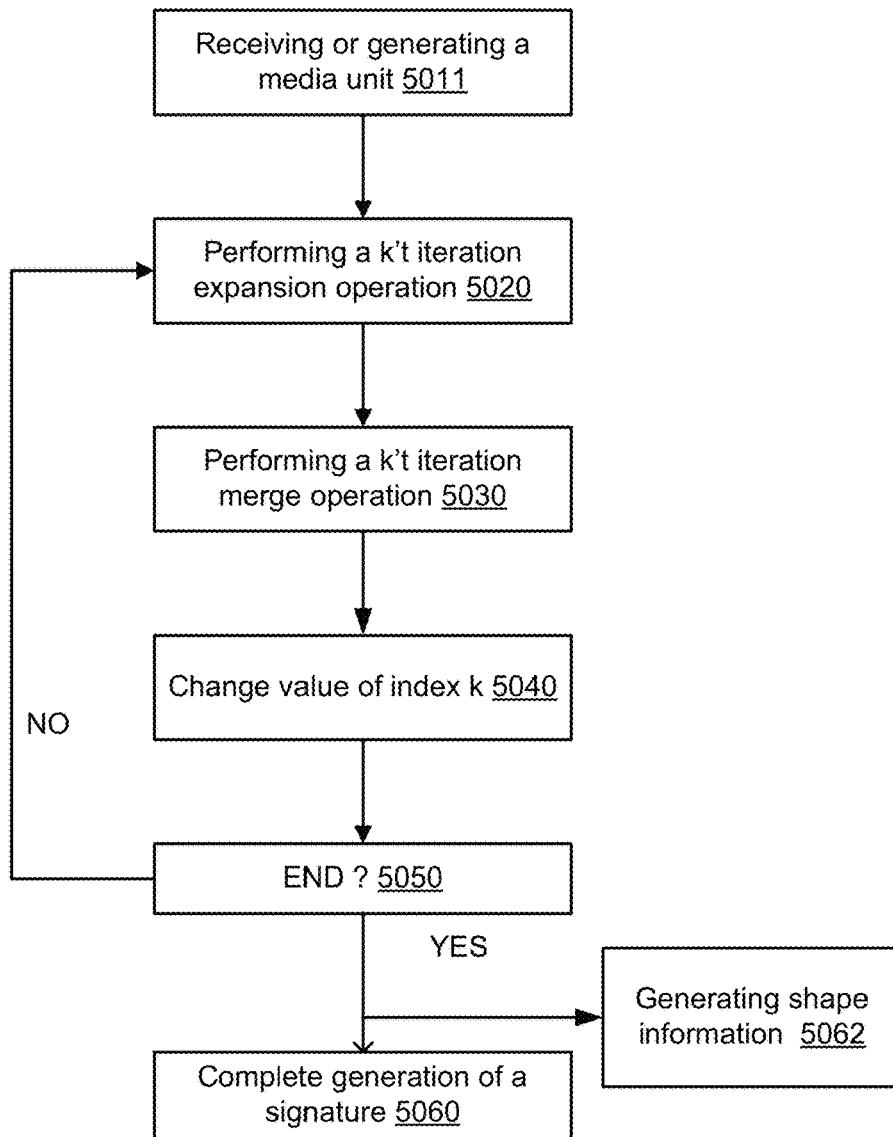 Receiving or generating a
media unit 5011
Performing a k't iteration
expansion operation 5020
Performing a k't iteration
merge operation 5030
Change value of index k 5040
NO
END ? 5050
YES
Generating shape
information 5062
Complete generation of a
signature 5060